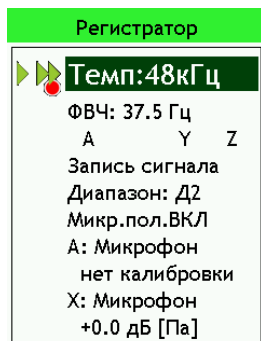 Регистратор
Темп:48кГц
ФВЧ: 37.5 Гц
А Y Z
Запись сигнала
Диапазон: Д2
Микр.пол.ВКЛ
А: Микрофон
нет калибровки
X: Микрофон
+0.0 дБ [Па]